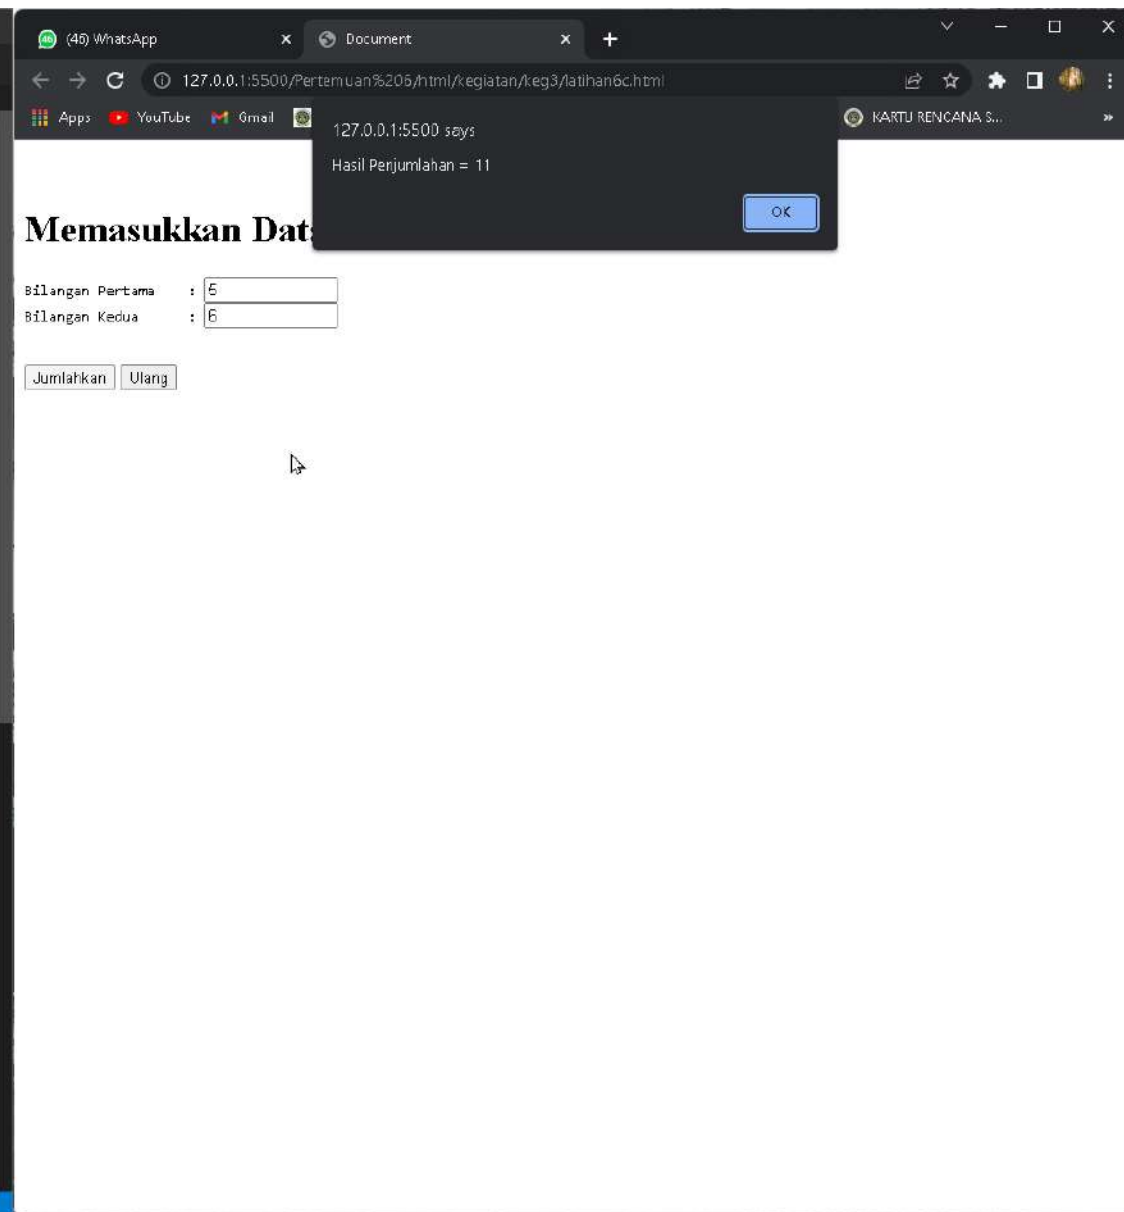 46 (46) WhatsApp
Document
127.0.0.1:5500/Pertemuan%206/html/kegiatan/keg3/latihan6c.html
Apps YouTube Gmail KARTU RENCANA S...
127.0.0.1:5500 says
Hasil Penjumlahan = 11
OK
Memasukkan Data
Bilangan Pertama : 5
Bilangan Kedua : 6
Jumlahkan Ulang